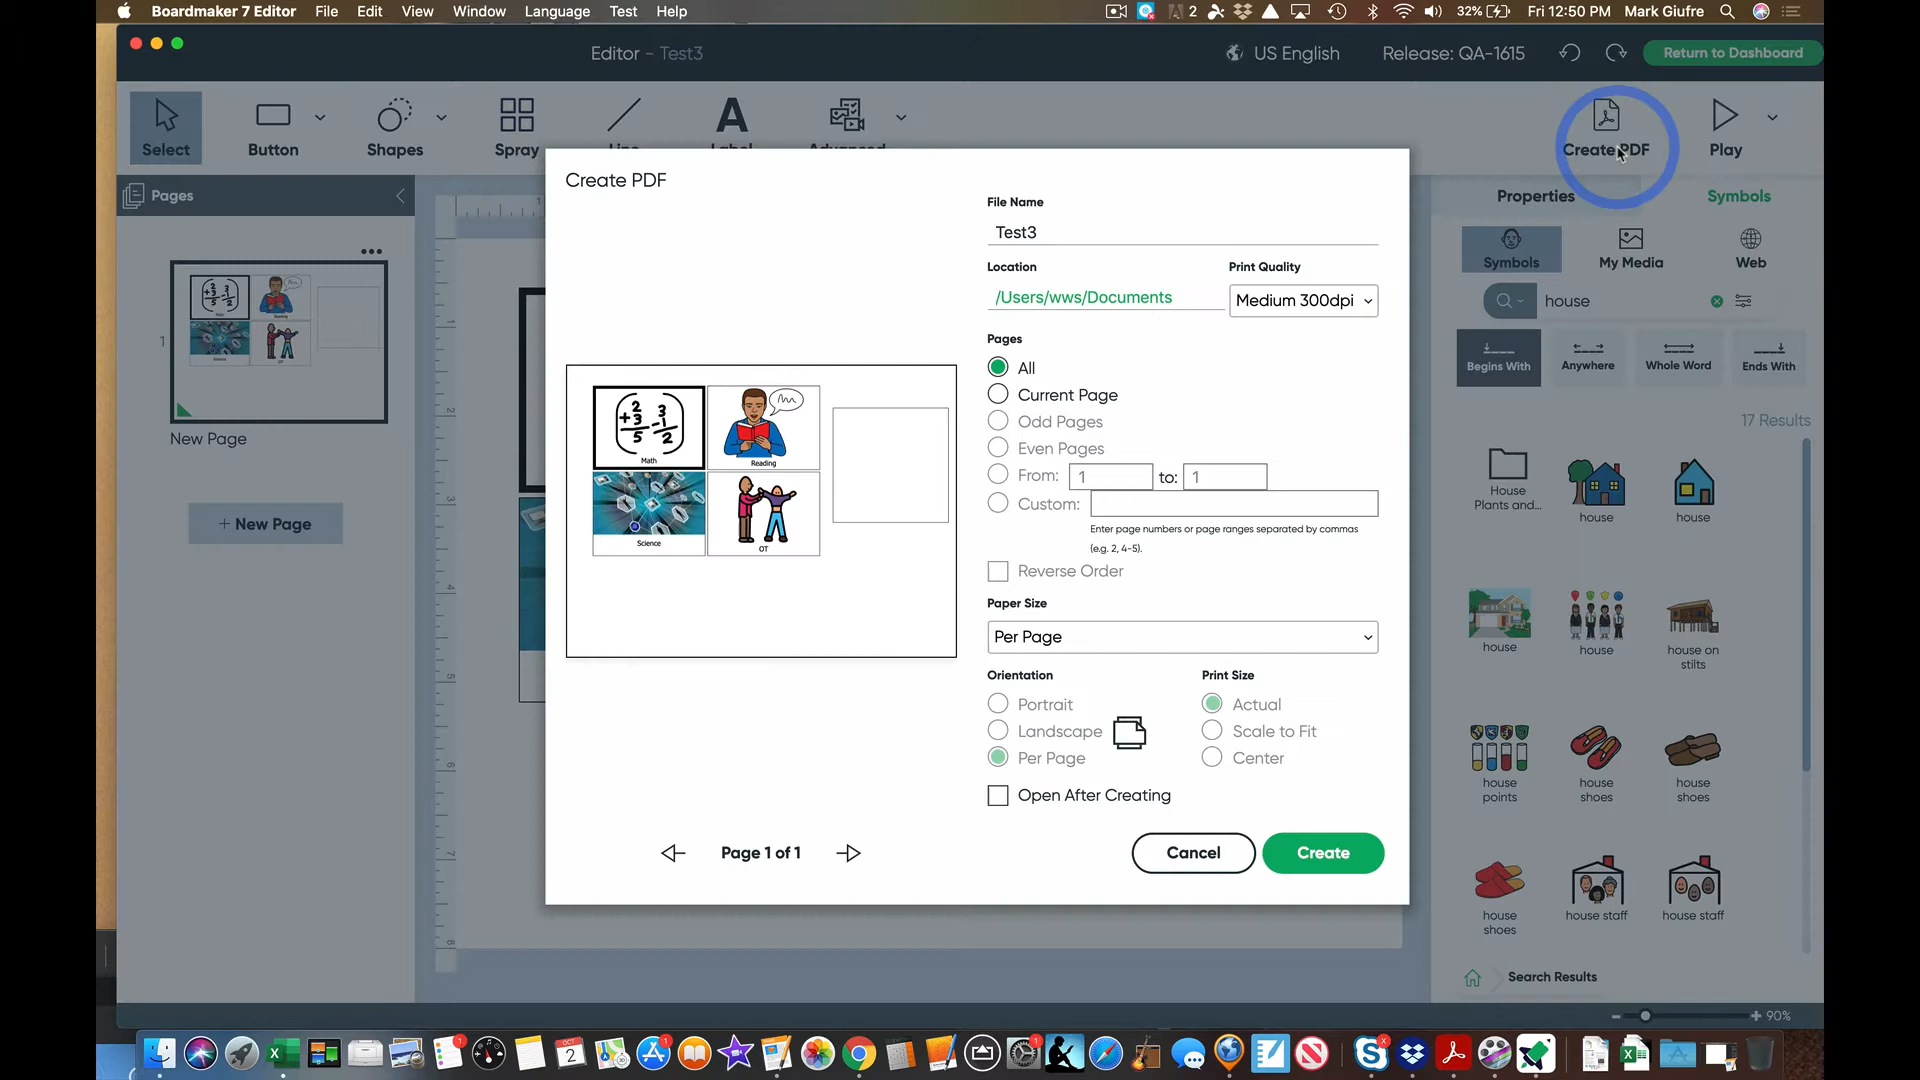 Boardmaker 7 Editor File Edit View Window Language Test Help 2 32% Fri 12:50 PM Mark Giufre
Editor - Test3 US English Release: QA-1615 Return to Dashboard
Select Button Shapes Spray Line Label Advanced Create PDF Play
Pages
1
New Page
+ New Page
Create PDF
File Name
Test3
Location Print Quality
/Users/wws/Documents Medium 300dpi
Pages
All
Current Page
Odd Pages
Even Pages
From: 1 to: 1
Custom:
Enter page numbers or page ranges separated by commas
(e.g. 2, 4-5).
Reverse Order
Paper Size
Per Page
Orientation Print Size
Portrait Actual
Landscape Scale to Fit
Per Page Center
Open After Creating
Math Reading
Science OT
Page 1 of 1
Cancel Create
Properties Symbols
Symbols My Media Web
house
Begins With Anywhere Whole Word Ends With
17 Results
House
Plants and... house house
house house house on
stilts
house
points house
shoes house
shoes
house
shoes house staff house staff
Search Results
90%